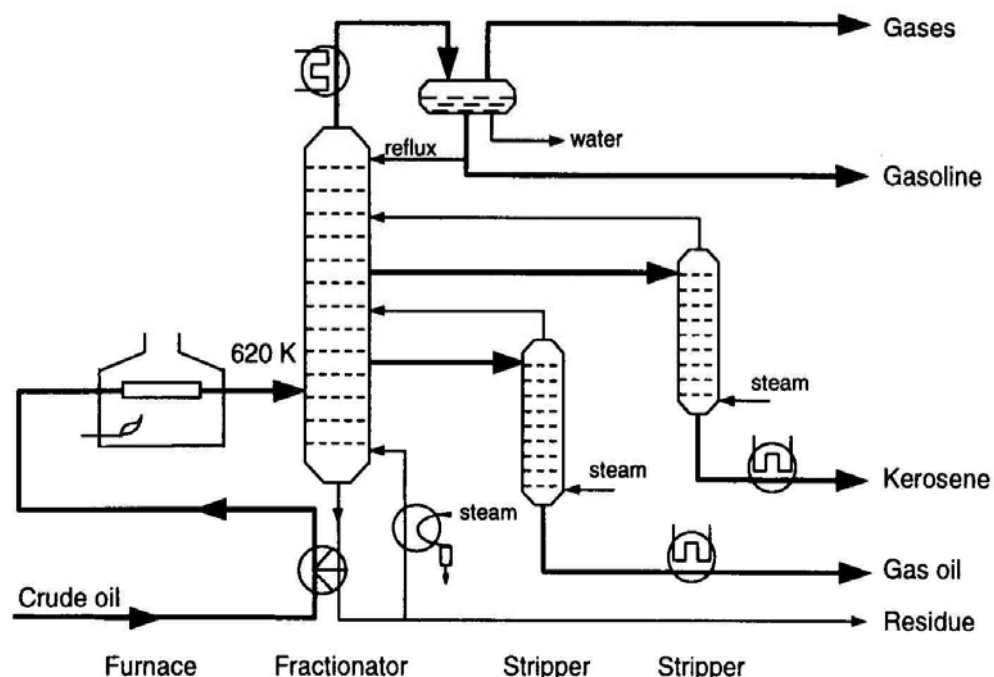 Gases
water
reflux
Gasoline
620 K
steam
steam
Kerosene
steam
Gas oil
Crude oil
Residue
Furnace Fractionator Stripper Stripper